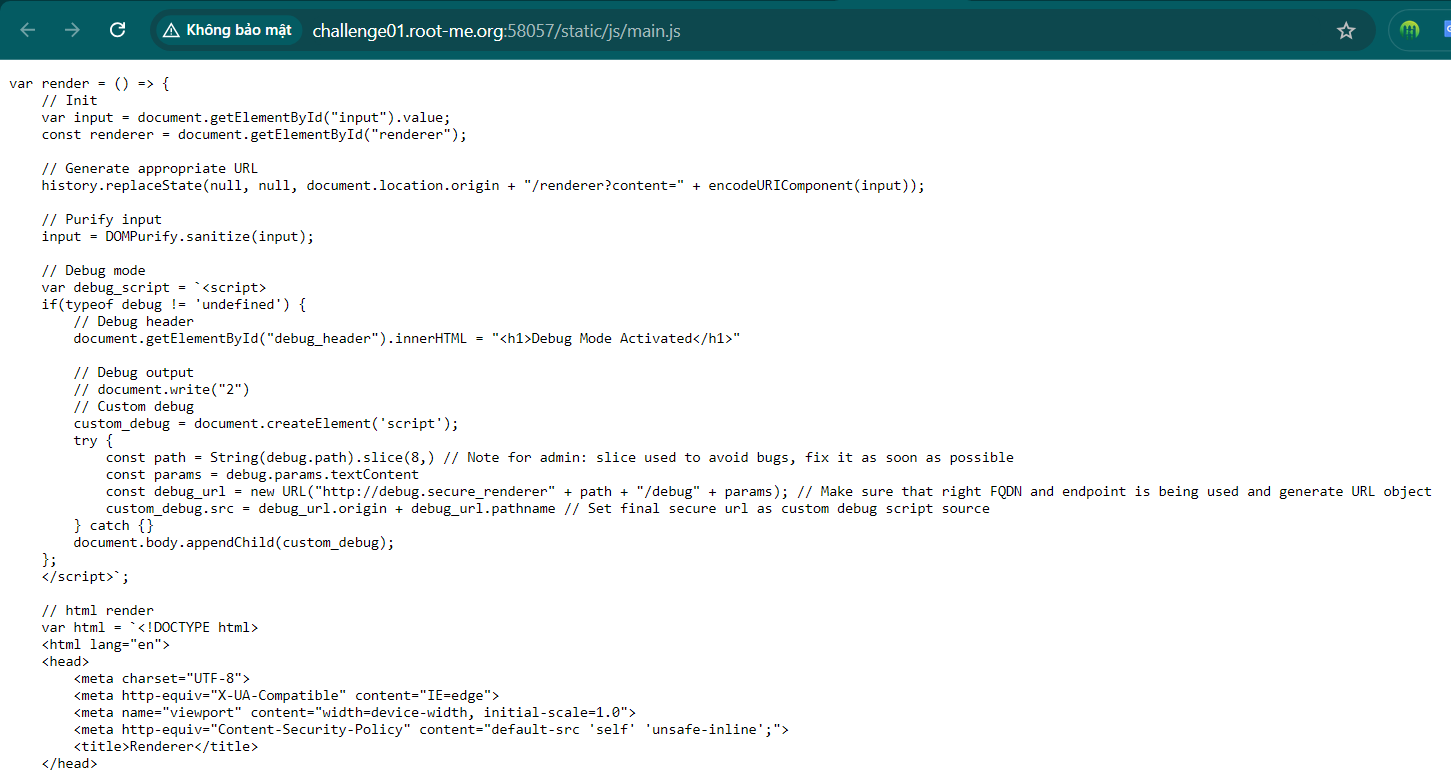 Không bảo mật challenge01.root-me.org:58057/static/js/main.js
var render = () => {
    // Init
    var input = document.getElementById("input").value;
    const renderer = document.getElementById("renderer");

    // Generate appropriate URL
    history.replaceState(null, null, document.location.origin + "/renderer?content=" + encodeURIComponent(input));

    // Purify input
    input = DOMPurify.sanitize(input);

    // Debug mode
    var debug_script = `<script>
    if(typeof debug != 'undefined') {
        // Debug header
        document.getElementById("debug_header").innerHTML = "<h1>Debug Mode Activated</h1>"

        // Debug output
        // document.write("2")
        // Custom debug
        custom_debug = document.createElement('script');
        try {
            const path = String(debug.path).slice(8,) // Note for admin: slice used to avoid bugs, fix it as soon as possible
            const params = debug.params.textContent
            const debug_url = new URL("http://debug.secure_renderer" + path + "/debug" + params); // Make sure that right FQDN and endpoint is being used and generate URL object
            custom_debug.src = debug_url.origin + debug_url.pathname // Set final secure url as custom debug script source
        } catch {}
        document.body.appendChild(custom_debug);
    };
    </script>`;

    // html render
    var html = `<!DOCTYPE html>
    <html lang="en">
    <head>
        <meta charset="UTF-8">
        <meta http-equiv="X-UA-Compatible" content="IE=edge">
        <meta name="viewport" content="width=device-width, initial-scale=1.0">
        <meta http-equiv="Content-Security-Policy" content="default-src 'self' 'unsafe-inline';">
        <title>Renderer</title>
    </head>